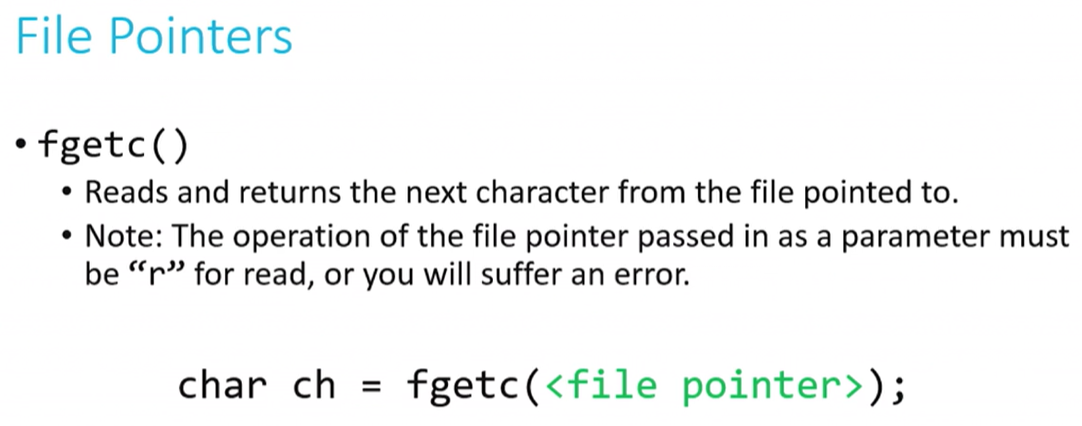 File Pointers
• fgetc()
• Reads and returns the next character from the file pointed to.
• Note: The operation of the file pointer passed in as a parameter must
be “r” for read, or you will suffer an error.
char ch = fgetc(<file pointer>);